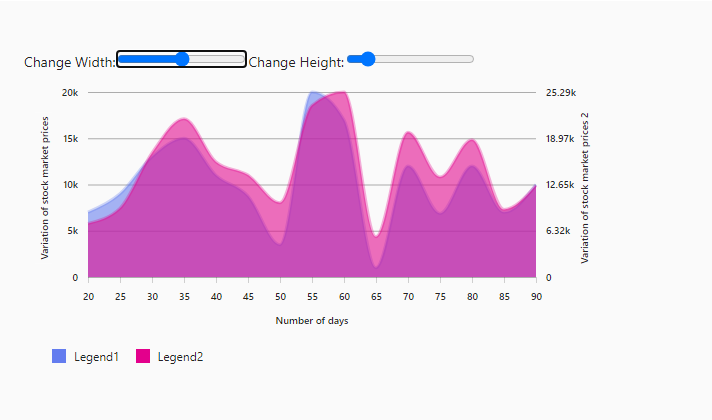 Change Width: Change Height:
20k 25.29k
15k 18.97k
10k 12.65k
5k 6.32k
0 0
Variation of stock market prices
Variation of stock market prices 2
20 25 30 35 40 45 50 55 60 65 70 75 80 85 90
Number of days
Legend1 Legend2